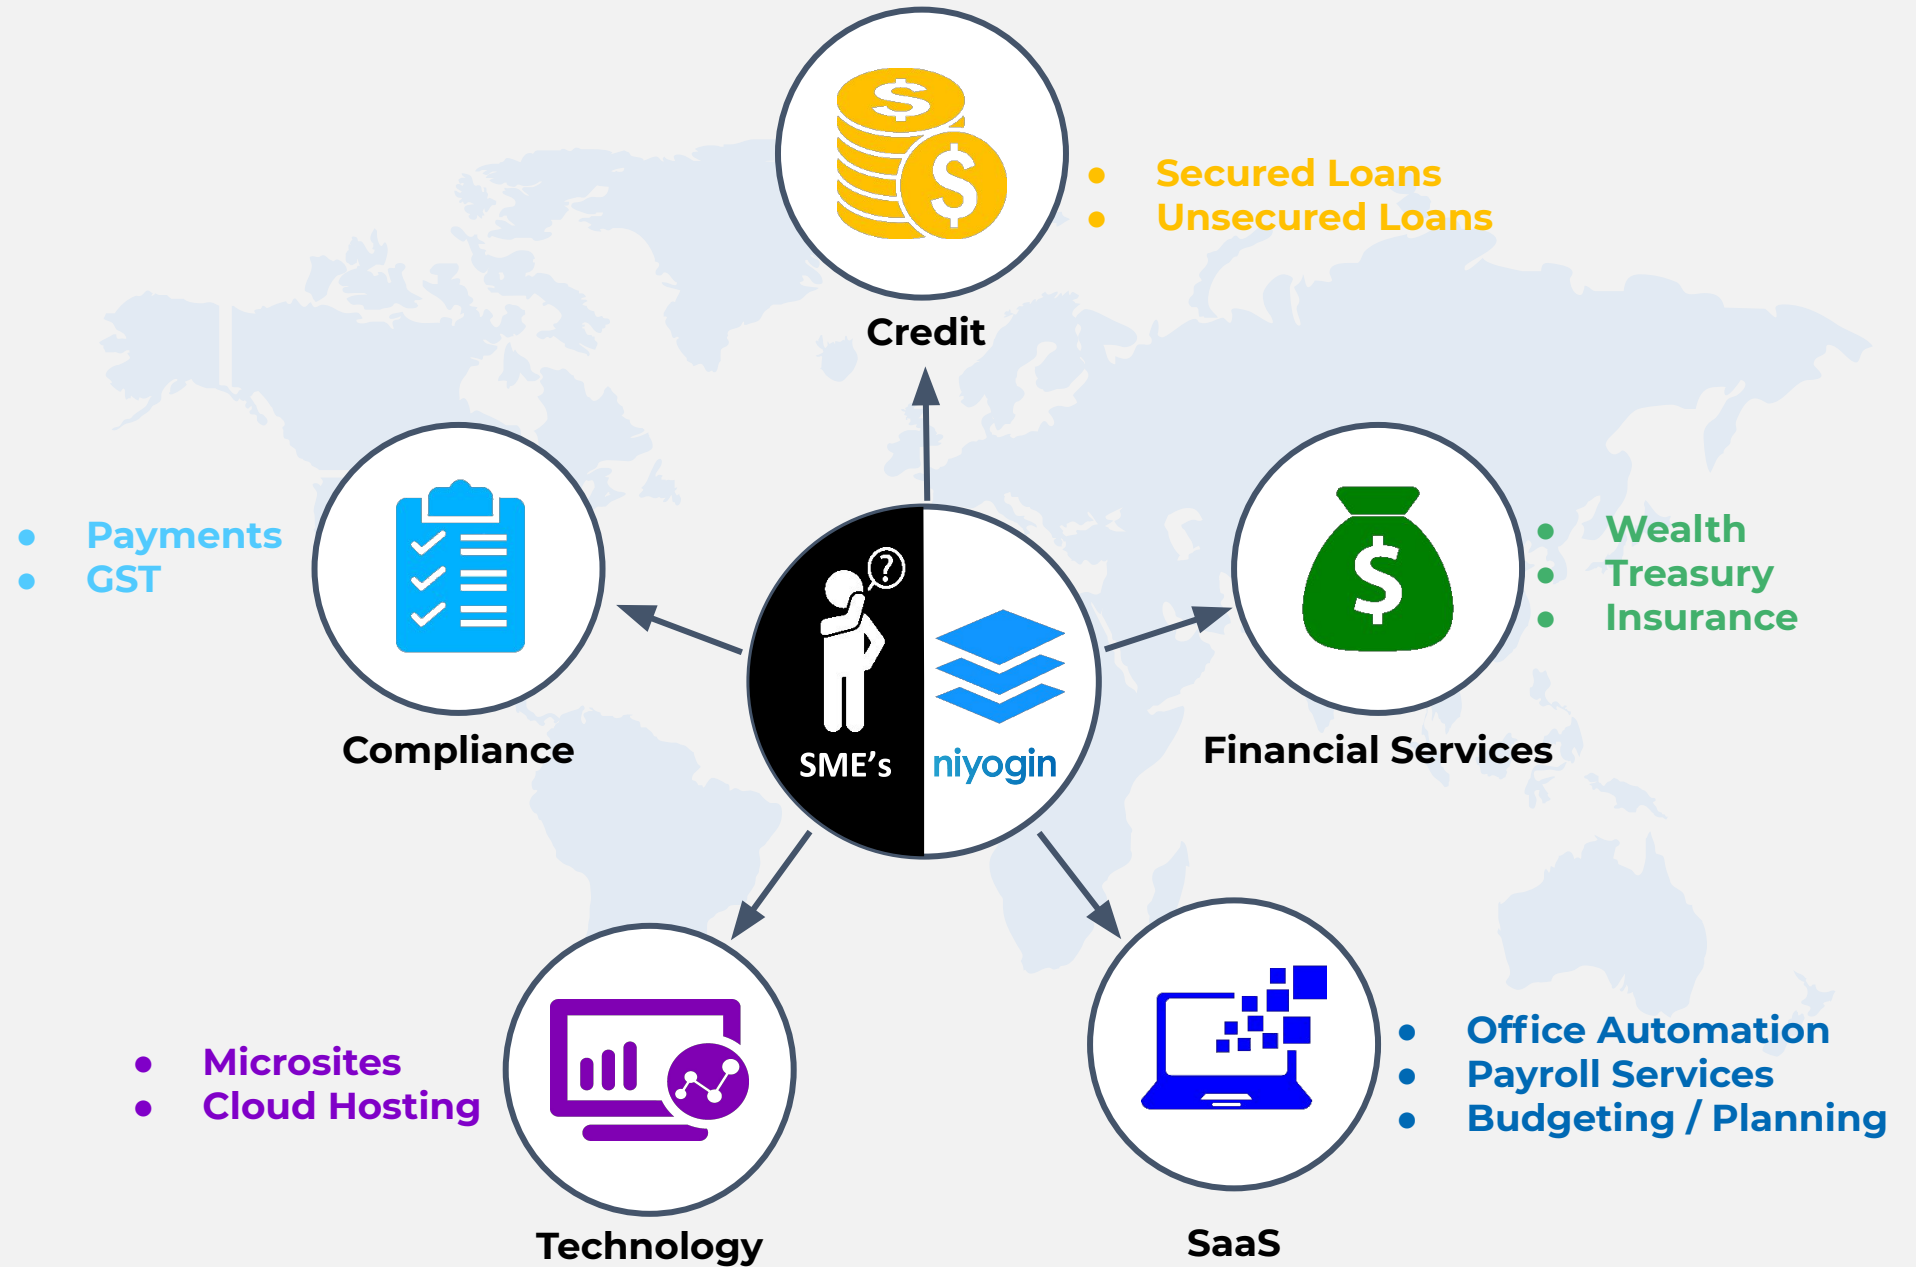 ● Secured Loans
● Unsecured Loans
Credit
● Payments
● GST
Compliance
?
SME's
niyogin
$
● Wealth
● Treasury
● Insurance
Financial Services
● Microsites
● Cloud Hosting
Technology
● Office Automation
● Payroll Services
● Budgeting / Planning
SaaS